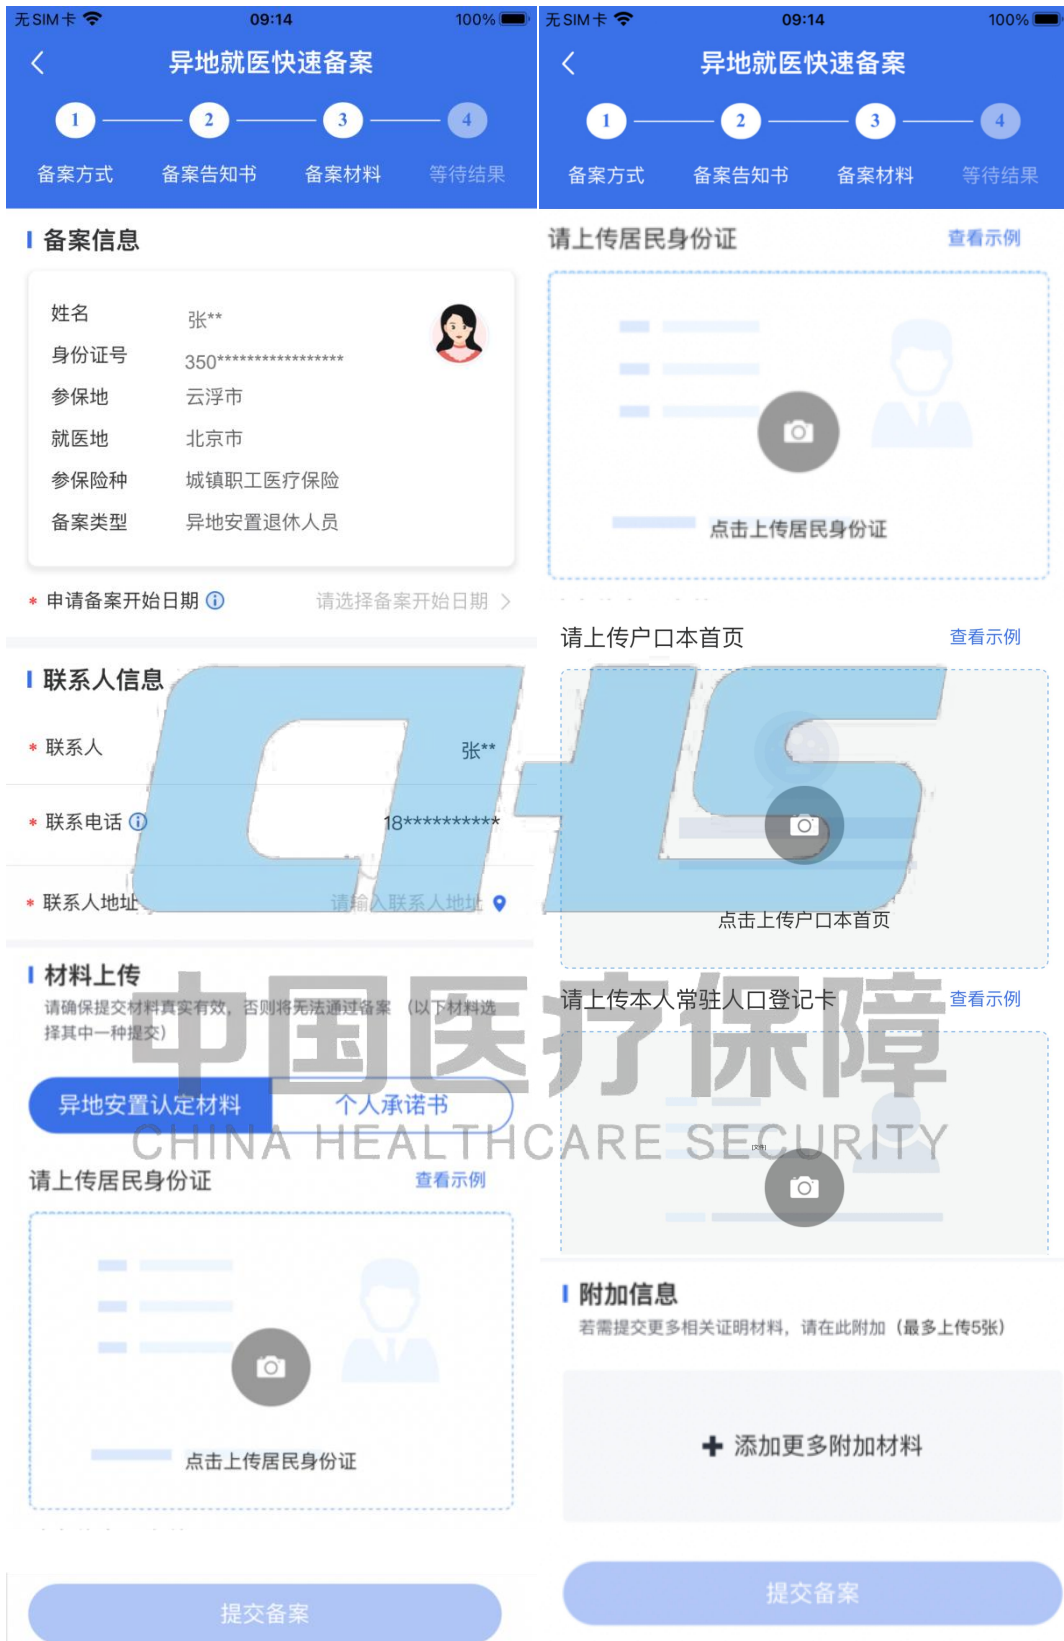 无SIM卡 09:14 100%
异地就医快速备案
1 2 3 4
备案方式 备案告知书 备案材料 等待结果
备案信息
姓名 张**
身份证号 350*****************
参保地 云浮市
就医地 北京市
参保险种 城镇职工医疗保险
备案类型 异地安置退休人员
* 申请备案开始日期 请选择备案开始日期
联系人信息
* 联系人 张**
* 联系电话 18**********
* 联系人地址 请输入联系人地址
材料上传
请确保提交材料真实有效，否则将无法通过备案 （以下材料选
择其中一种提交）
异地安置认定材料 个人承诺书
请上传居民身份证 查看示例
点击上传居民身份证
提交备案
无SIM卡 09:14 100%
异地就医快速备案
1 2 3 4
备案方式 备案告知书 备案材料 等待结果
请上传居民身份证 查看示例
点击上传居民身份证
请上传户口本首页 查看示例
点击上传户口本首页
请上传本人常驻人口登记卡 查看示例
附加信息
若需提交更多相关证明材料，请在此附加（最多上传5张）
添加更多附加材料
提交备案
CHS
中国医疗保障
CHINA HEALTHCARE SECURITY